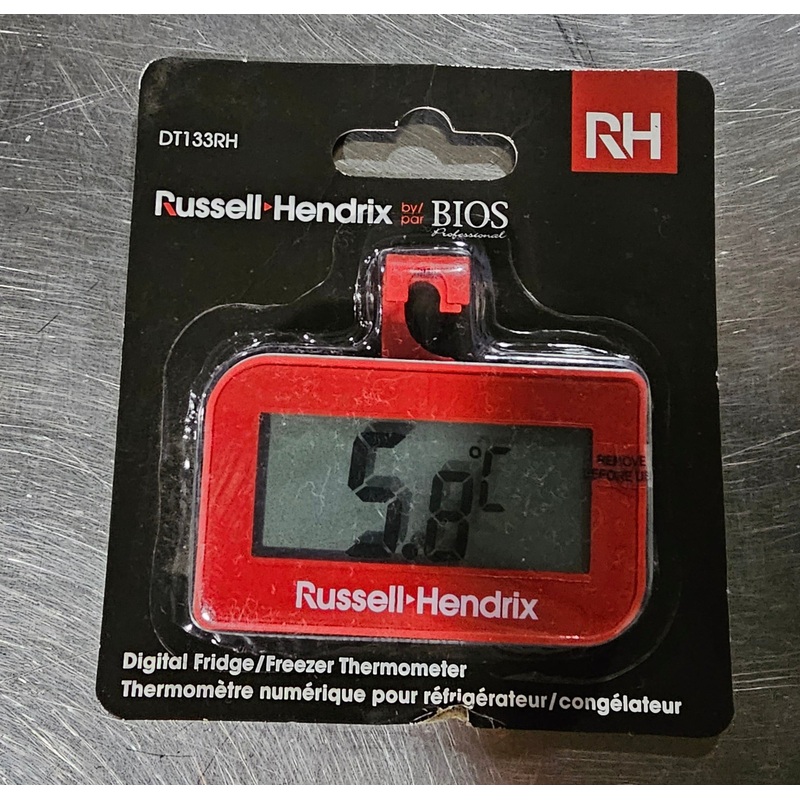 DT133RH
RH
Russell Hendrix by/par BIOS
Professional
5.8°C
REMOVE
BEFORE US
Russell Hendrix
Digital Fridge/Freezer Thermometer
Thermomètre numérique pour réfrigérateur/congélateur